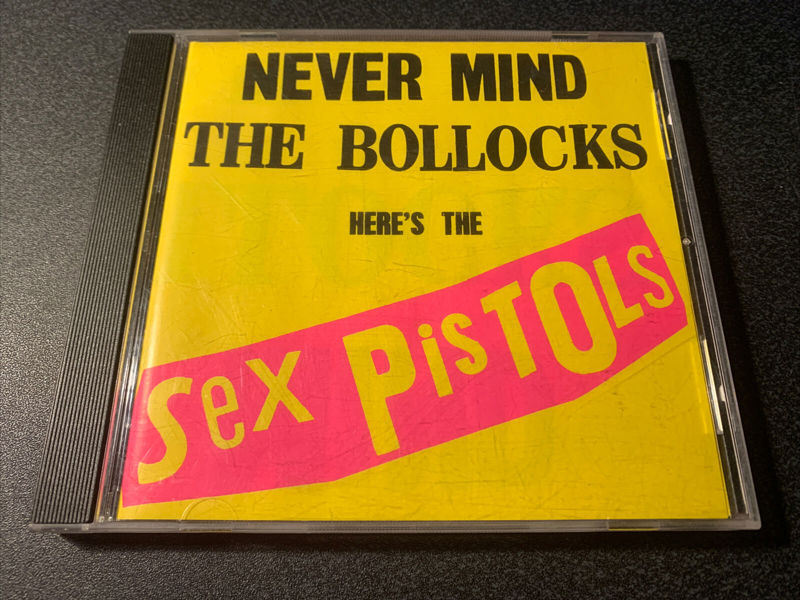 NEVER MIND
THE BOLLOCKS
HERE'S THE
Sex PiSTOLS